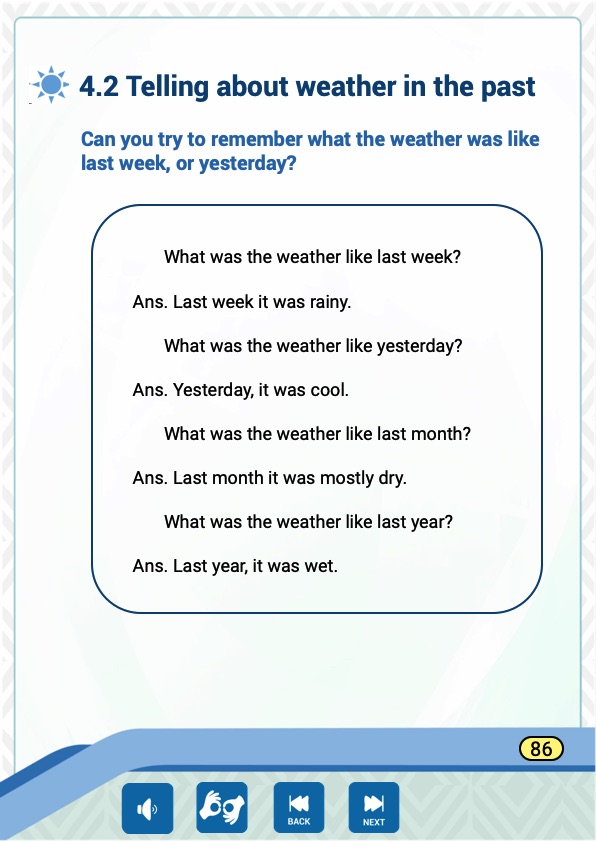 4.2 Telling about weather in the past
Can you try to remember what the weather was like
last week, or yesterday?
What was the weather like last week?
Ans. Last week it was rainy.
What was the weather like yesterday?
Ans. Yesterday, it was cool.
What was the weather like last month?
Ans. Last month it was mostly dry.
What was the weather like last year?
Ans. Last year, it was wet.
86
BACK
NEXT